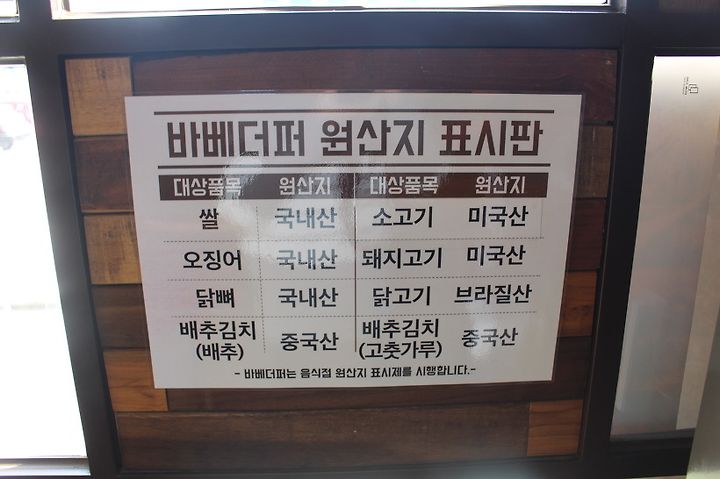 바베더퍼 원산지 표시판
대상품목 원산지 대상품목 원산지
쌀 국내산 소고기 미국산
오징어 국내산 돼지고기 미국산
닭뼈 국내산 닭고기 브라질산
배추김치 (배추) 중국산 배추김치 (고춧가루) 중국산
- 바베더퍼는 음식점 원산지 표시제를 시행합니다.-